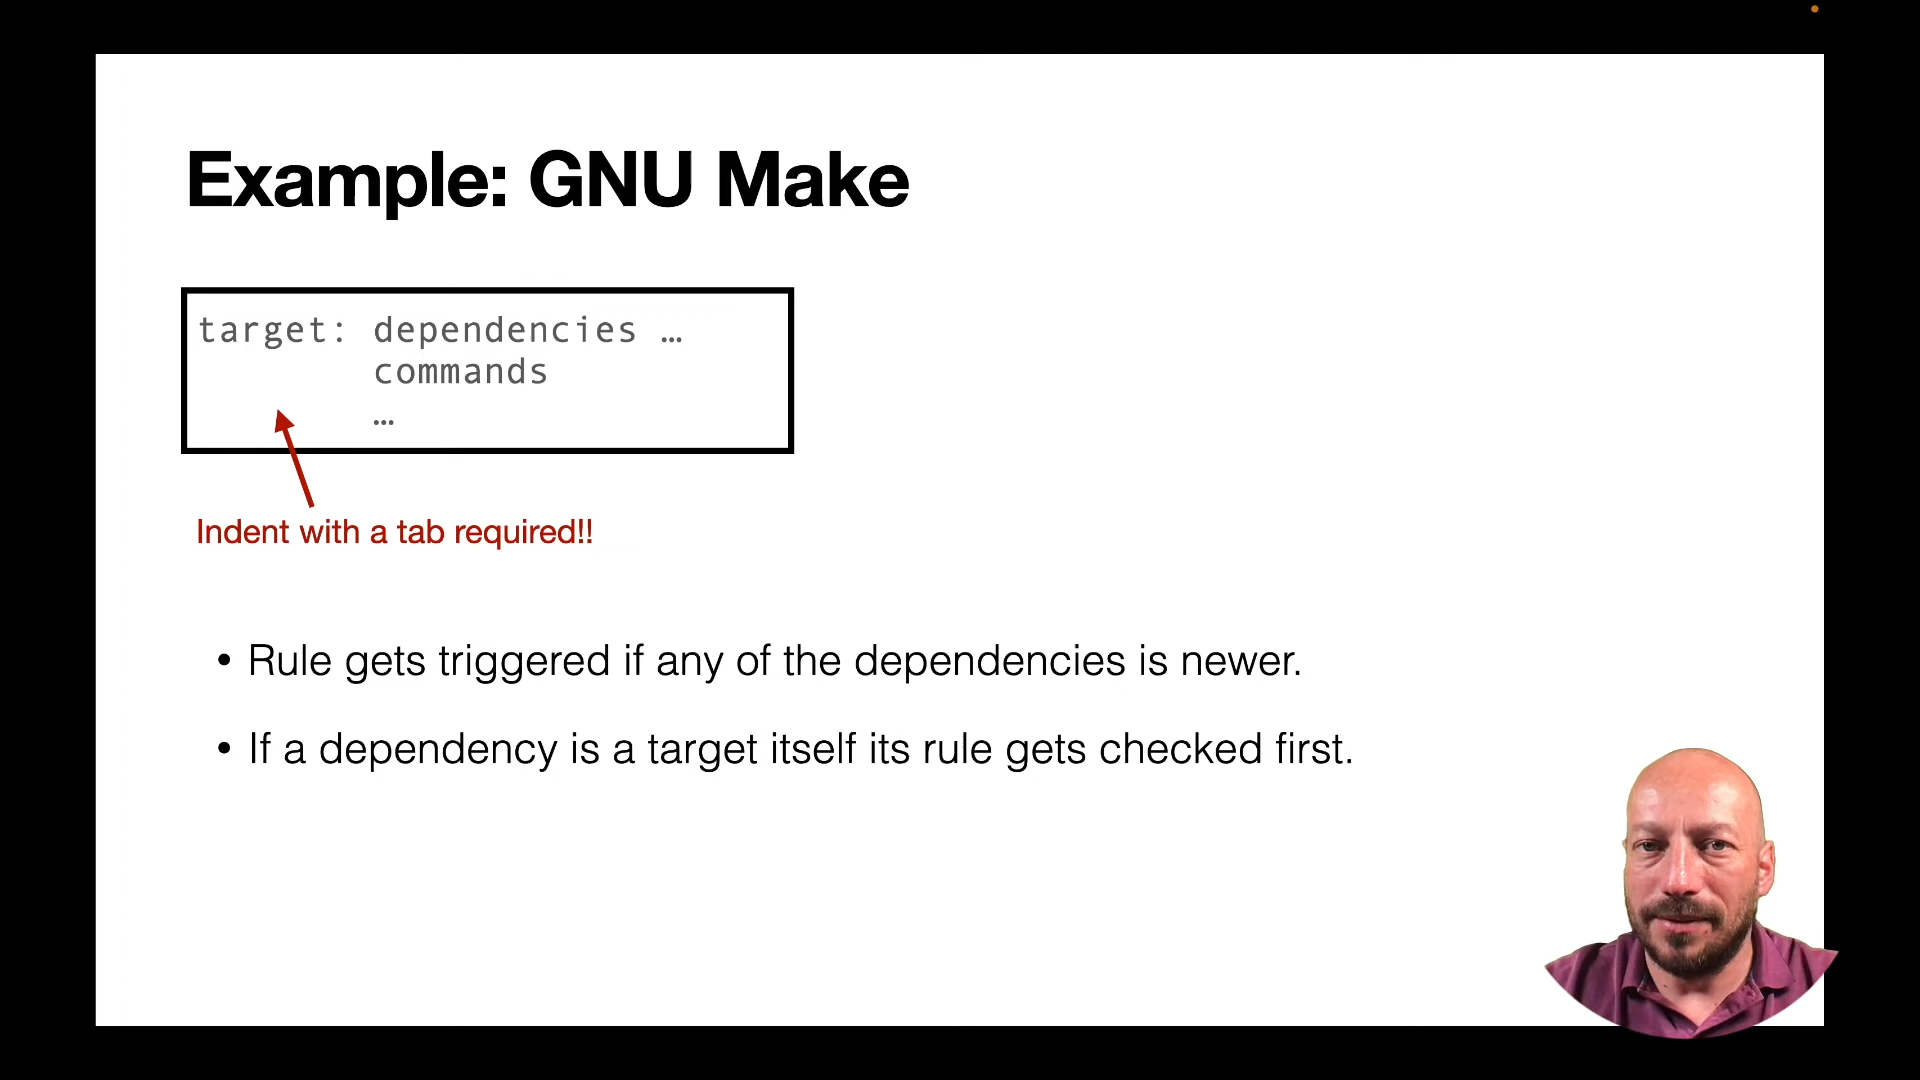 Example: GNU Make
target: dependencies …
commands
…
Indent with a tab required!!
• Rule gets triggered if any of the dependencies is newer.
• If a dependency is a target itself its rule gets checked first.